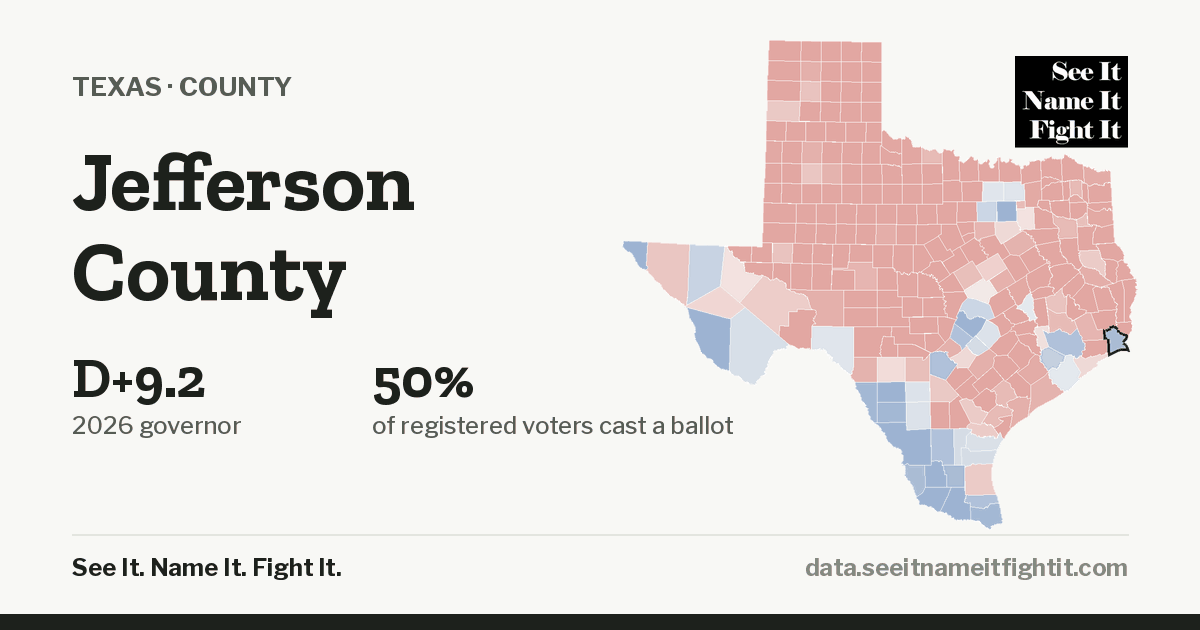 TEXAS · COUNTY
See It
Name It
Fight It
Jefferson
County
D+9.2
2026 governor
50%
of registered voters cast a ballot
See It. Name It. Fight It.
data.seeitnameitfightit.com